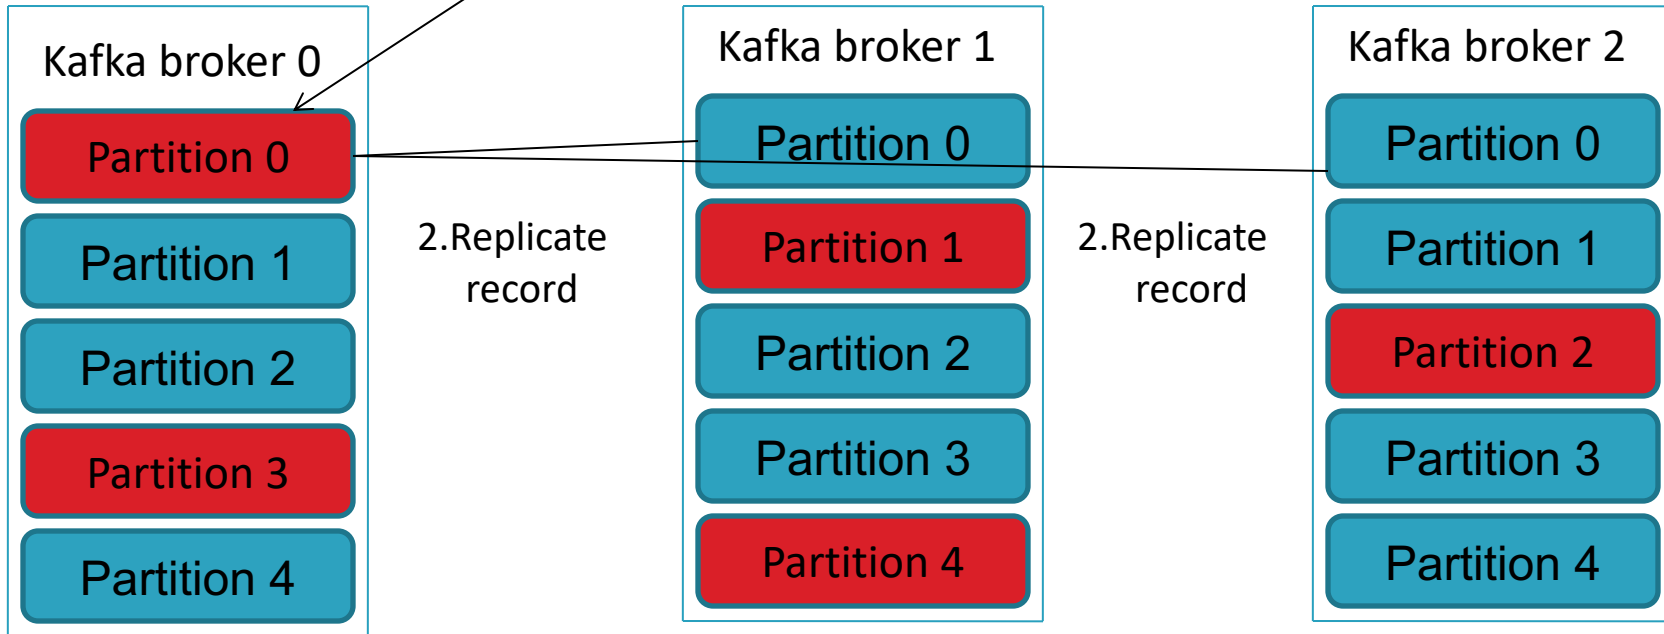 Kafka broker 0
Partition 0
Partition 1
Partition 2
Partition 3
Partition 4
2.Replicate
record
Kafka broker 1
Partition 0
Partition 1
Partition 2
Partition 3
Partition 4
2.Replicate
record
Kafka broker 2
Partition 0
Partition 1
Partition 2
Partition 3
Partition 4